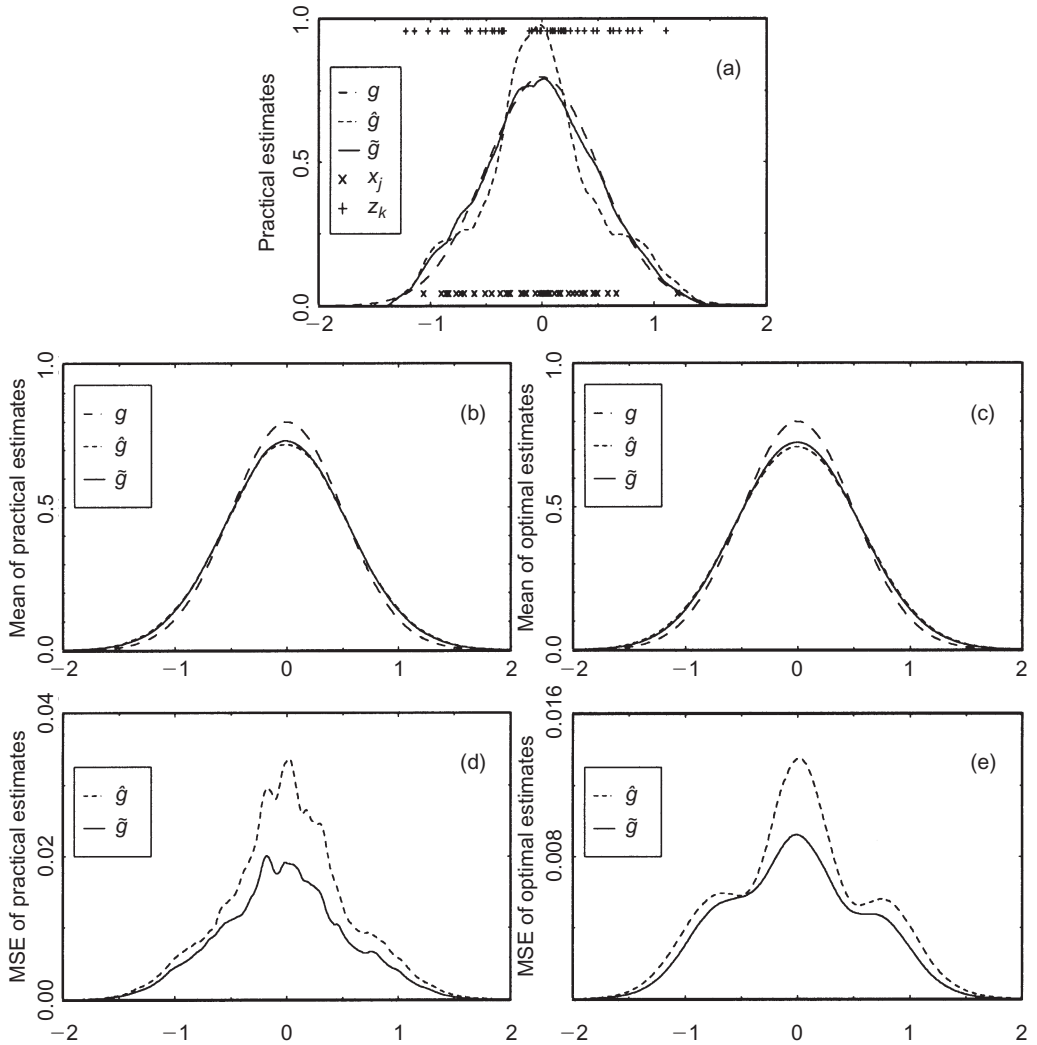 1.0
(a)
g
ĝ
g̃
x_j
z_k
Practical estimates
0.5
0.0
−2
−1
0
1
2
1.0
(b)
g
ĝ
g̃
Mean of practical estimates
0.5
0.0
−2
−1
0
1
2
1.0
(c)
g
ĝ
g̃
Mean of optimal estimates
0.5
0.0
−2
−1
0
1
2
0.04
(d)
ĝ
g̃
MSE of practical estimates
0.02
0.00
−2
−1
0
1
2
0.016
(e)
ĝ
g̃
MSE of optimal estimates
0.008
−2
−1
0
1
2